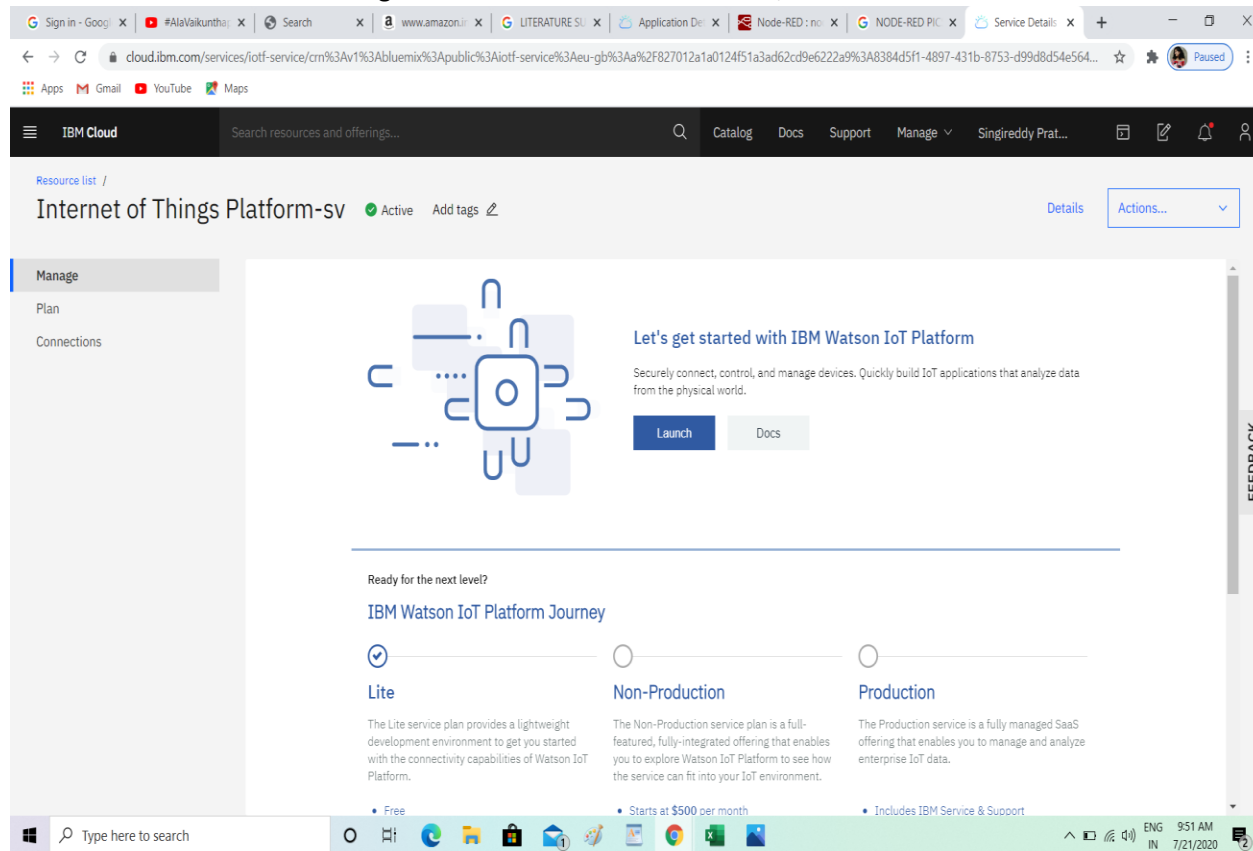 Sign in - Googl
#AlaVaikunthap
Search
www.amazon.in
LITERATURE SU
Application Det
Node-RED : no
NODE-RED PIC
Service Details
cloud.ibm.com/services/iotf-service/crn%3Av1%3Abluemix%3Apublic%3Aiotf-service%3Aeu-gb%3Aa%2F827012a1a0124f51a3ad62cd9e6222a9%3A8384d5f1-4897-431b-8753-d99d8d54e564...
Paused
Apps Gmail YouTube Maps
IBM Cloud
Search resources and offerings...
Catalog Docs Support Manage Singireddy Prat...
Resource list /
Internet of Things Platform-sv Active Add tags
Details Actions...
Manage
Plan
Connections
Let's get started with IBM Watson IoT Platform
Securely connect, control, and manage devices. Quickly build IoT applications that analyze data
from the physical world.
Launch Docs
FEEDBACK
Ready for the next level?
IBM Watson IoT Platform Journey
Lite
The Lite service plan provides a lightweight
development environment to get you started
with the connectivity capabilities of Watson IoT
Platform.
• Free
Non-Production
The Non-Production service plan is a full-
featured, fully-integrated offering that enables
you to explore Watson IoT Platform to see how
the service can fit into your IoT environment.
• Starts at $500 per month
Production
The Production service is a fully managed SaaS
offering that enables you to manage and analyze
enterprise IoT data.
• Includes IBM Service & Support
Type here to search
1
ENG
IN
9:51 AM
7/21/2020
2